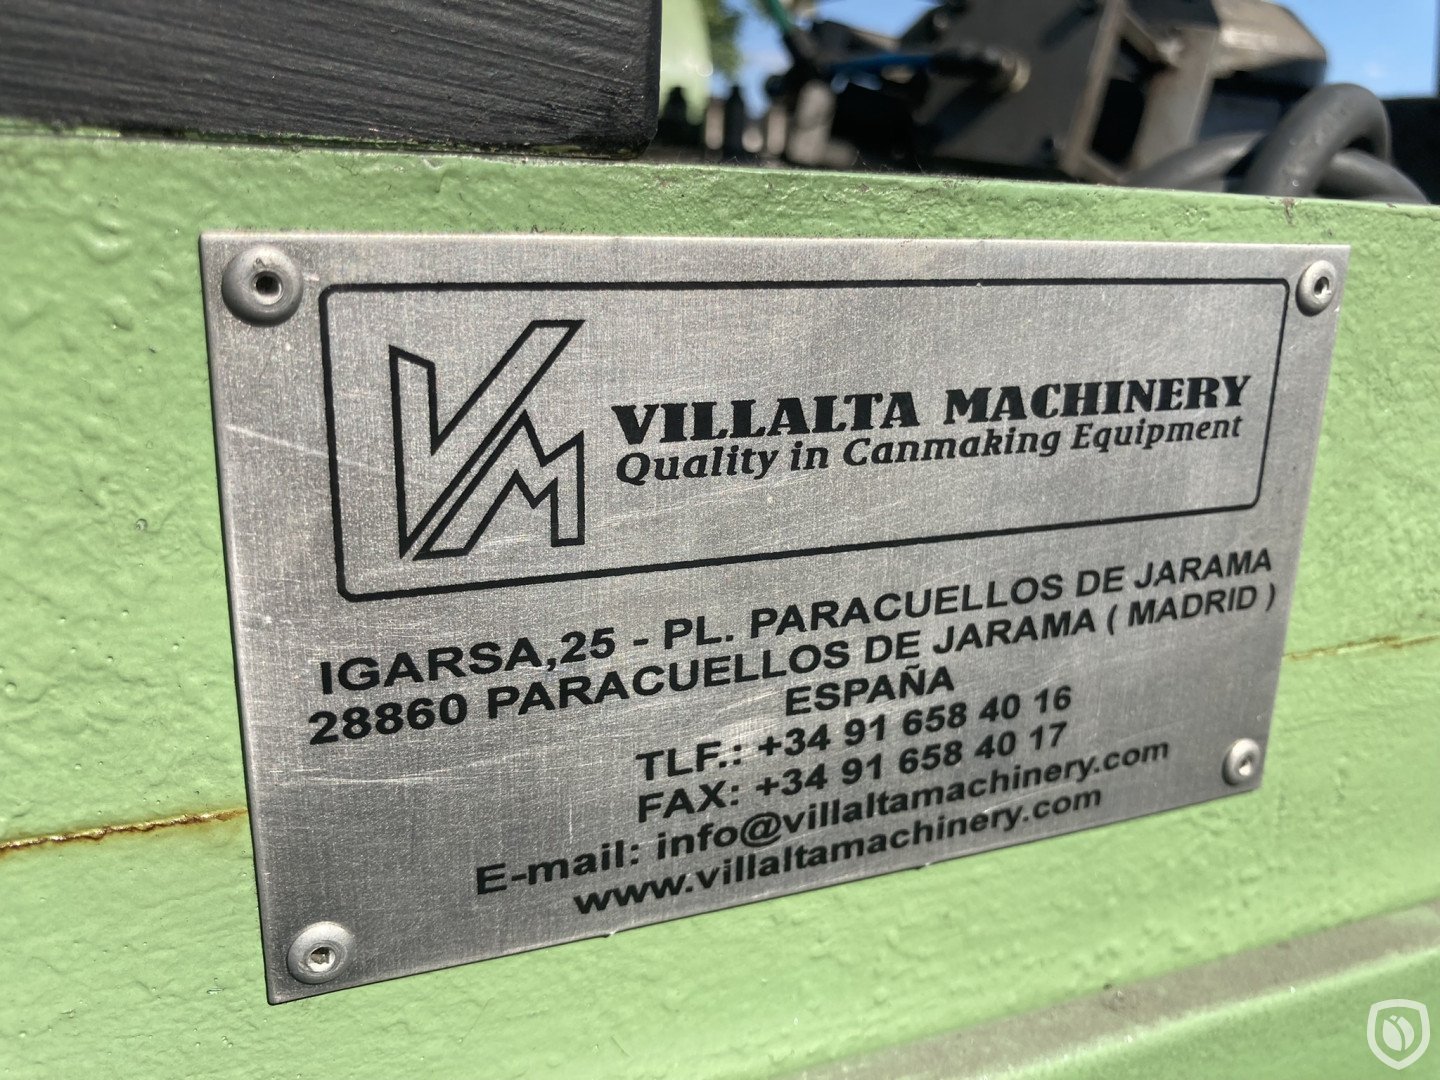 VM
VILLALTA MACHINERY
Quality in Canmaking Equipment
IGARSA,25 - PL. PARACUELLOS DE JARAMA
28860 PARACUELLOS DE JARAMA ( MADRID )
ESPAÑA
TLF.: +34 91 658 40 16
FAX: +34 91 658 40 17
E-mail: info@villaltamachinery.com
www.villaltamachinery.com